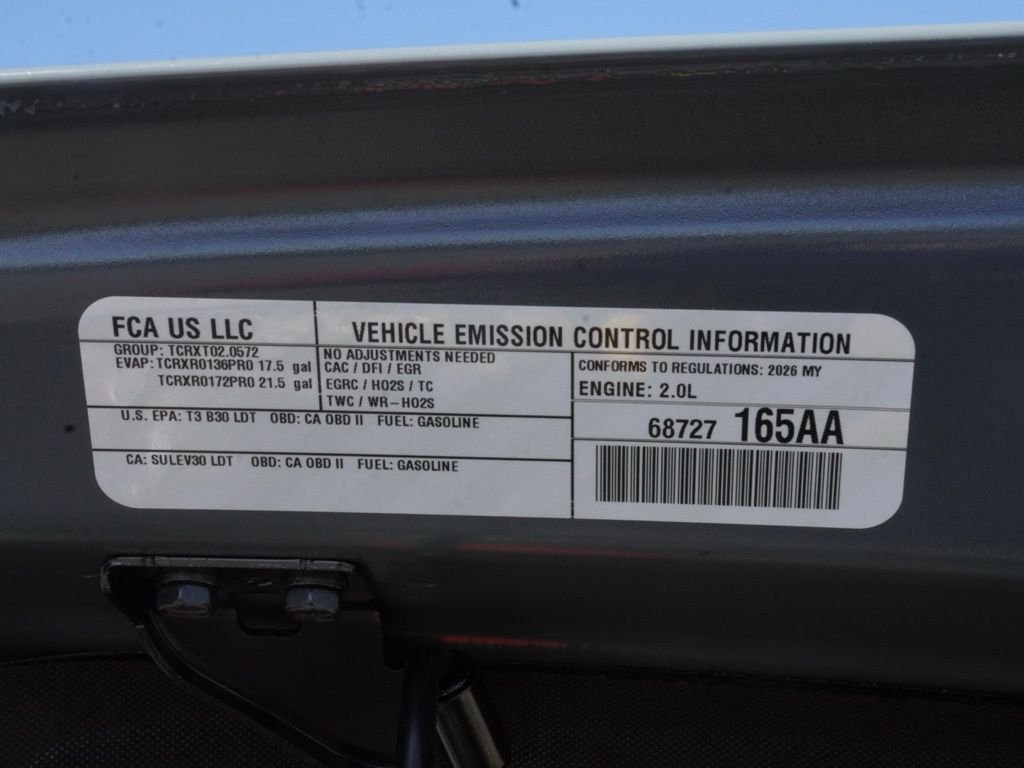 FCA US LLC
VEHICLE EMISSION CONTROL INFORMATION
GROUP: TCRXT02.0572
EVAP: TCRXR0136PR0 17.5 gal
TCRXR0172PR0 21.5 gal
NO ADJUSTMENTS NEEDED
CAC / DFI / EGR
EGRC / HO2S / TC
TWC / WR-HO2S
CONFORMS TO REGULATIONS: 2026 MY
ENGINE: 2.0L
U.S. EPA: T3 B30 LDT OBD: CA OBD II FUEL: GASOLINE
68727 165AA
CA: SULEV30 LDT OBD: CA OBD II FUEL: GASOLINE